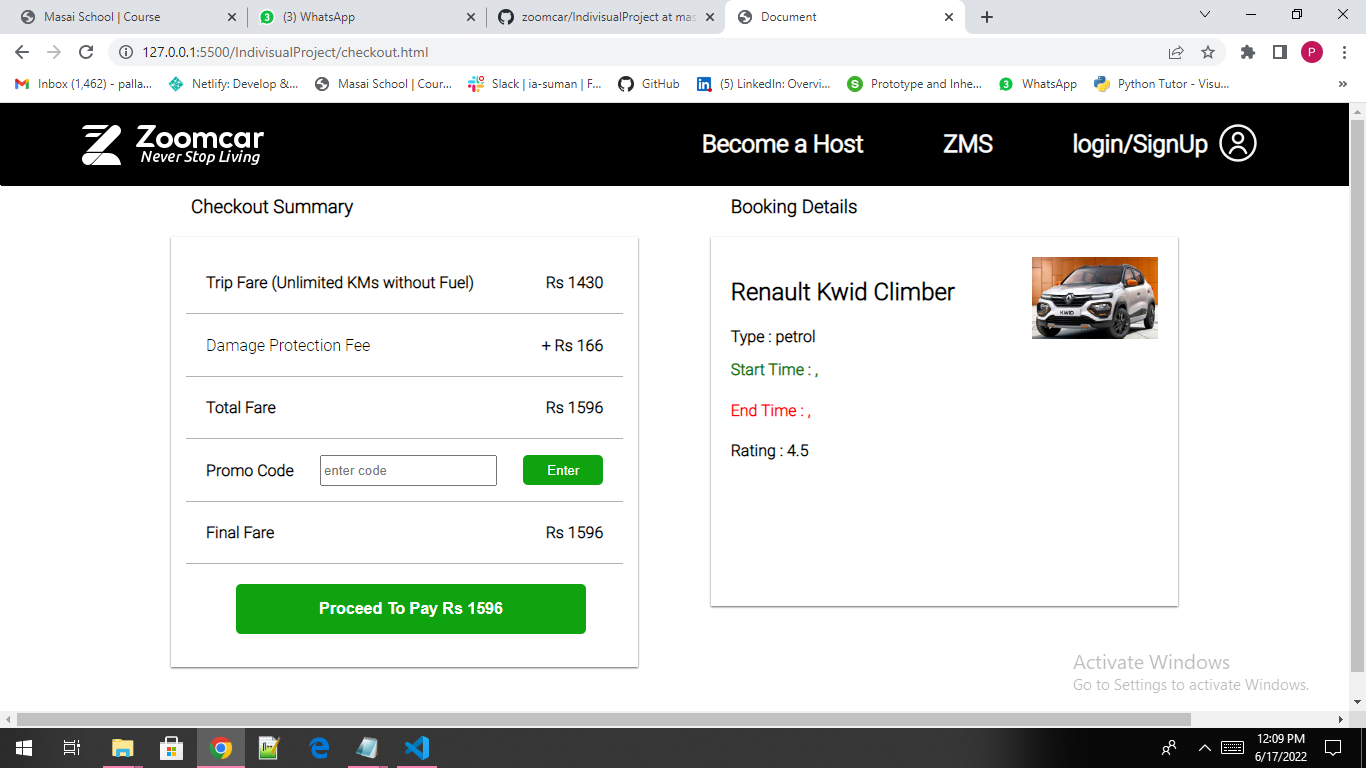 Masai School | Course
(3) WhatsApp
zoomcar/IndivisualProject at mas
Document
127.0.0.1:5500/IndivisualProject/checkout.html
P
Inbox (1,462) - palla...
Netlify: Develop &...
Masai School | Cour...
Slack | ia-suman | F...
GitHub
(5) LinkedIn: Overvi...
Prototype and Inhe...
WhatsApp
Python Tutor - Visu...
»
Zoomcar
Never Stop Living
Become a Host
ZMS
login/SignUp
Checkout Summary
Trip Fare (Unlimited KMs without Fuel) Rs 1430
Damage Protection Fee + Rs 166
Total Fare Rs 1596
Promo Code enter code Enter
Final Fare Rs 1596
Proceed To Pay Rs 1596
Booking Details
Renault Kwid Climber
KWID
Type : petrol
Start Time : ,
End Time : ,
Rating : 4.5
Activate Windows
Go to Settings to activate Windows.
12:09 PM
6/17/2022